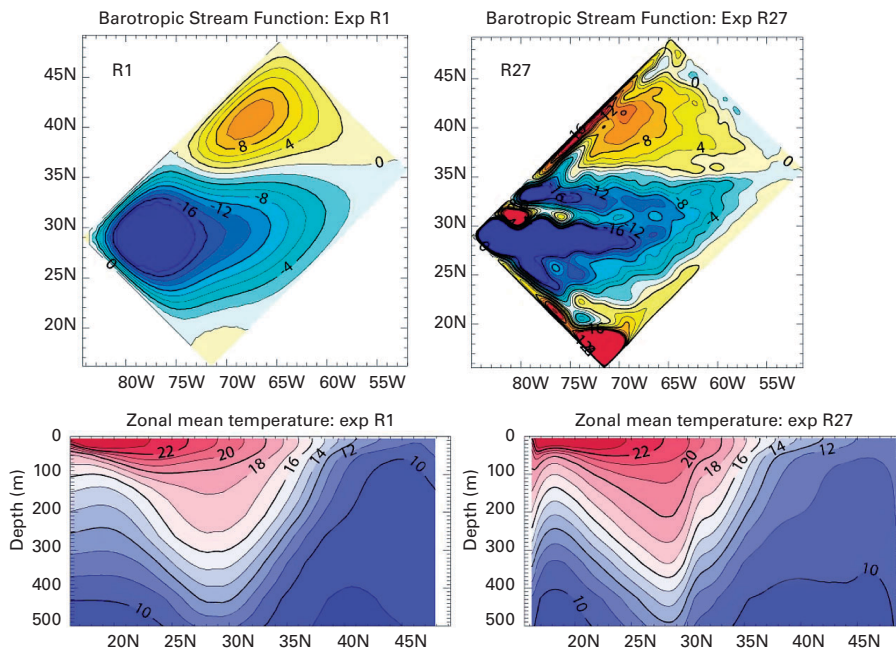 Barotropic Stream Function: Exp R1
R1
45N
40N
35N
30N
25N
20N
8
4
0
-8
-12
-16
-4
0
80W 75W 70W 65W 60W 55W
Barotropic Stream Function: Exp R27
R27
45N
40N
35N
30N
25N
20N
0
16
8
4
0
-12
-16
-8
-16
-12
-4
0
-16
80W 75W 70W 65W 60W 55W
Zonal mean temperature: exp R1
Depth (m)
0
100
200
300
400
500
22
20
18
16
14
12
10
10
20N 25N 30N 35N 40N 45N
Zonal mean temperature: exp R27
Depth (m)
0
100
200
300
400
500
22
20
18
16
14
12
10
10
20N 25N 30N 35N 40N 45N